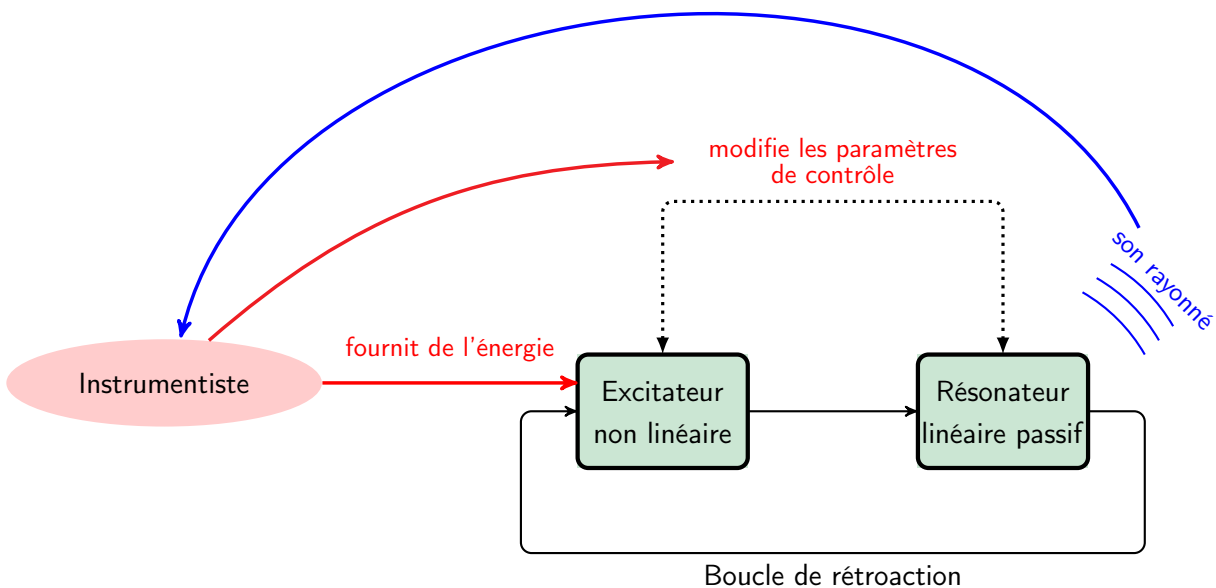 modifie les paramètres
de contrôle
son rayonné
fournit de l'énergie
Instrumentiste
Excitateur
non linéaire
Résonateur
linéaire passif
Boucle de rétroaction